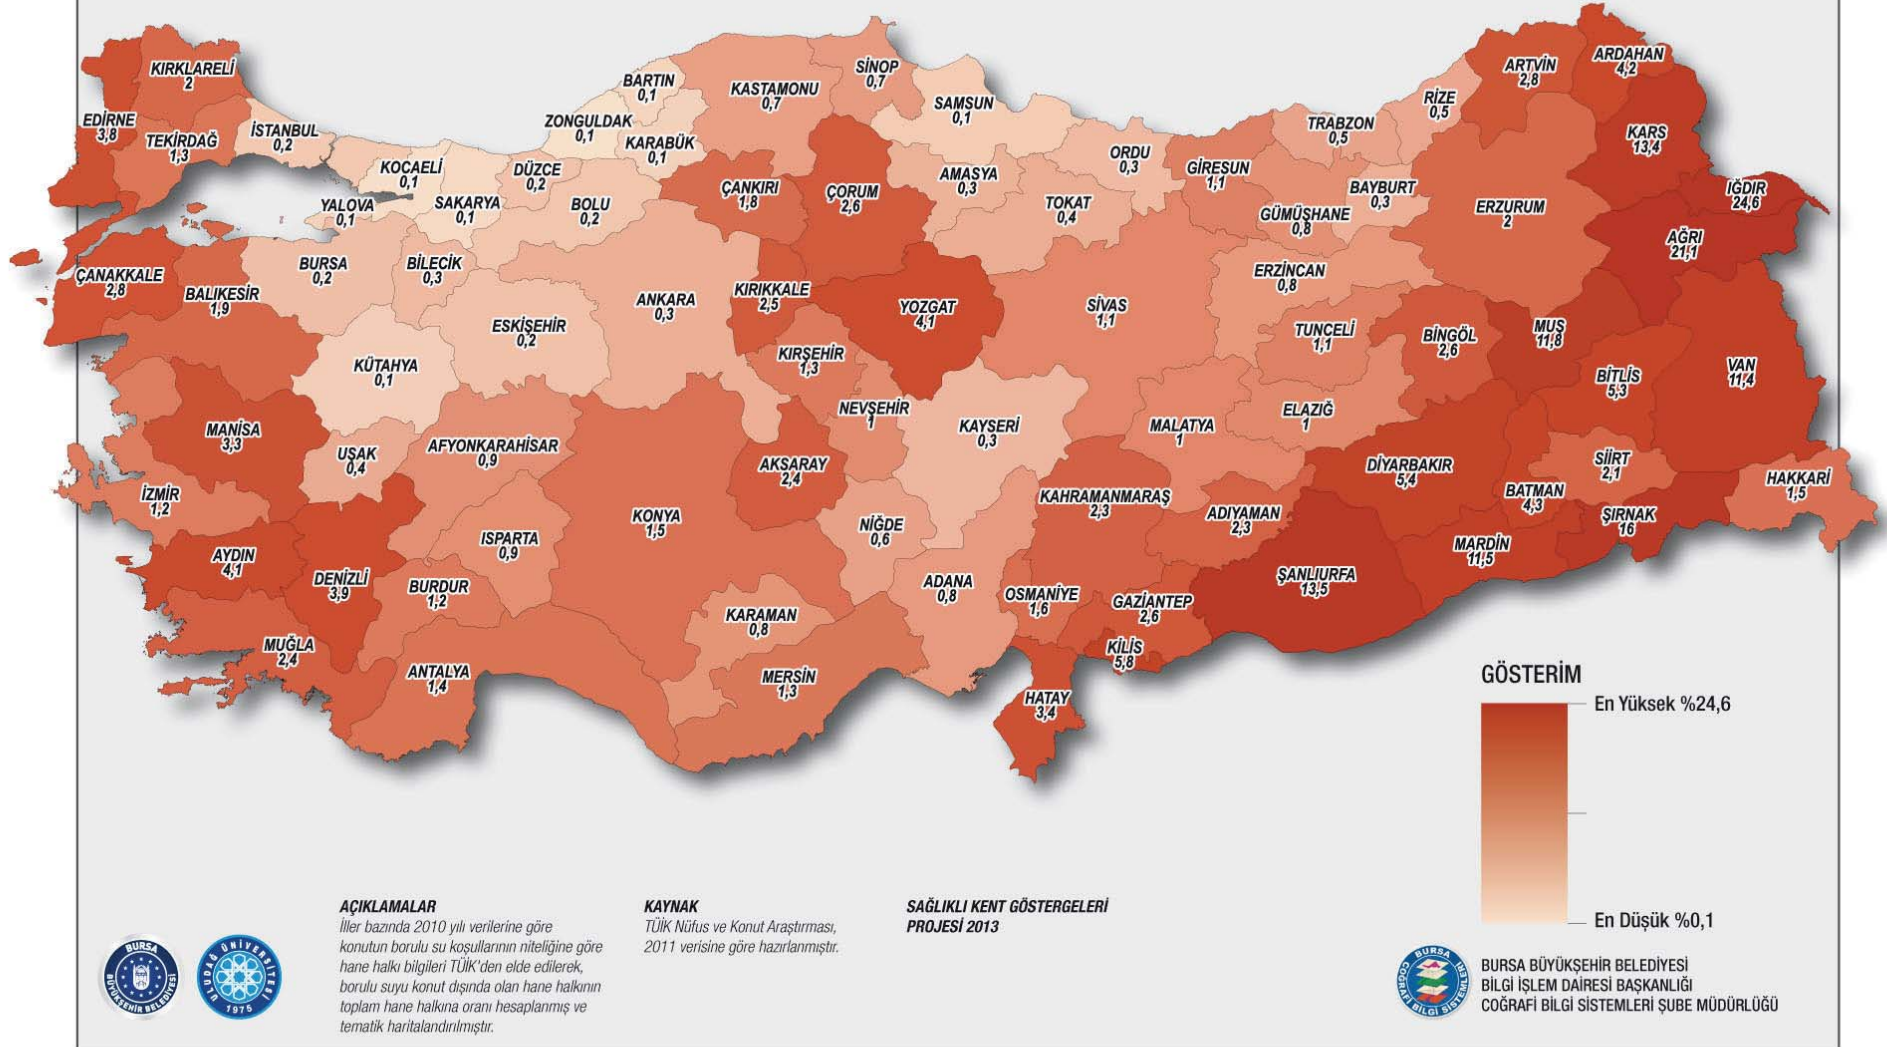 KIRKLARELİ
2
EDİRNE
3,8
TEKİRDAĞ
1,3
İSTANBUL
0,2
KOCAELİ
0,1
YALOVA
0,1
SAKARYA
0,1
DÜZCE
0,2
BOLU
0,2
ZONGULDAK
0,1
BARTIN
0,1
KARABÜK
0,1
KASTAMONU
0,7
SİNOP
0,7
SAMSUN
0,1
ÇANKIRI
1,8
ÇORUM
2,6
AMASYA
0,3
TOKAT
0,4
ORDU
0,3
GİRESUN
1,1
TRABZON
0,5
RİZE
0,5
ARTVİN
2,8
ARDAHAN
4,2
KARS
13,4
IĞDIR
24,6
AĞRI
21,1
GÜMÜŞHANE
0,8
BAYBURT
0,3
ERZURUM
2
ERZİNCAN
0,8
ÇANAKKALE
2,8
BALIKESİR
1,9
BURSA
0,2
BİLECİK
0,3
ESKİŞEHİR
0,2
ANKARA
0,3
KIRIKKALE
2,5
YOZGAT
4,1
SİVAS
1,1
TUNCELİ
1,1
BİNGÖL
2,6
MUŞ
11,8
BİTLİS
5,3
VAN
11,4
KÜTAHYA
0,1
KIRŞEHİR
1,3
NEVŞEHİR
1
KAYSERİ
0,3
MALATYA
1
ELAZIĞ
1
MANİSA
3,3
UŞAK
0,4
AFYONKARAHİSAR
0,9
AKSARAY
2,4
DİYARBAKIR
5,4
BATMAN
4,3
SİİRT
2,1
HAKKARİ
1,5
ŞIRNAK
16
İZMİR
1,2
KONYA
1,5
NİĞDE
0,6
KAHRAMANMARAŞ
2,3
ADIYAMAN
2,3
MARDİN
11,5
AYDIN
4,1
DENİZLİ
3,9
ISPARTA
0,9
BURDUR
1,2
ADANA
0,8
OSMANİYE
1,6
GAZİANTEP
2,6
ŞANLIURFA
13,5
KARAMAN
0,8
MUĞLA
2,4
ANTALYA
1,4
MERSİN
1,3
KİLİS
5,8
HATAY
3,4
GÖSTERİM
En Yüksek %24,6
En Düşük %0,1
BURSA
BÜYÜKŞEHİR BELEDİYESİ
ULUDAĞ ÜNİVERSİTESİ
1975
AÇIKLAMALAR
İller bazında 2010 yılı verilerine göre
konutun borulu su koşullarının niteliğine göre
hane halkı bilgileri TÜİK'den elde edilerek,
borulu suyu konut dışında olan hane halkının
toplam hane halkına oranı hesaplanmış ve
tematik haritalandırılmıştır.
KAYNAK
TÜİK Nüfus ve Konut Araştırması,
2011 verisine göre hazırlanmıştır.
SAĞLIKLI KENT GÖSTERGELERİ
PROJESİ 2013
BURSA
COĞRAFİ BİLGİ SİSTEMLERİ
BURSA BÜYÜKŞEHİR BELEDİYESİ
BİLGİ İŞLEM DAİRESİ BAŞKANLIĞI
COĞRAFİ BİLGİ SİSTEMLERİ ŞUBE MÜDÜRLÜĞÜ